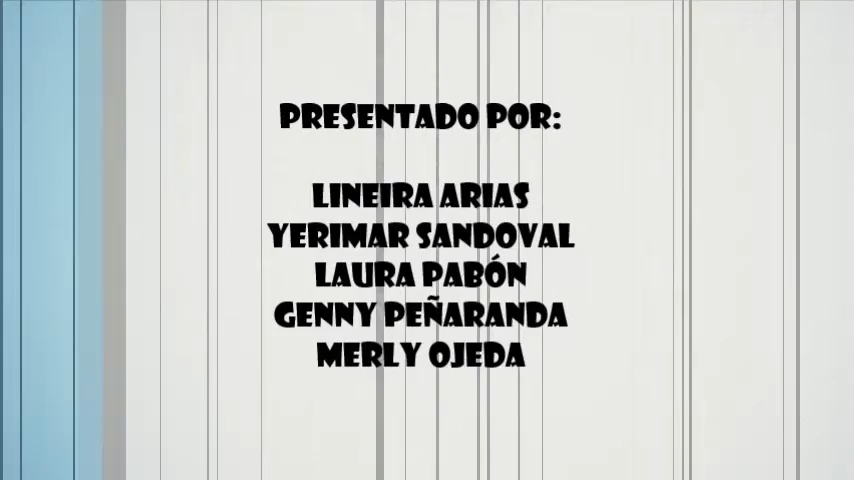 PRESENTADO POR:
LINEIRA ARIAS
YERIMAR SANDOVAL
LAURA PABÓN
GENNY PEÑARANDA
MERLY OJEDA